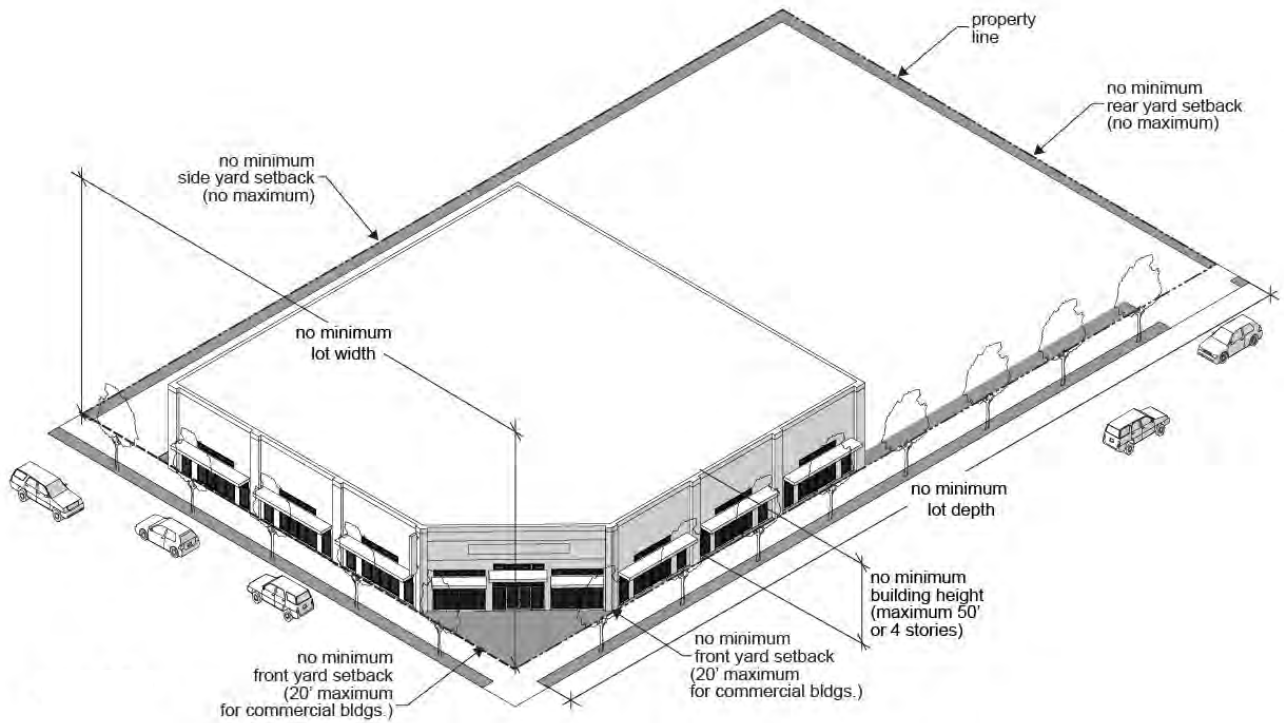 property
line
no minimum
rear yard setback
(no maximum)
no minimum
side yard setback
(no maximum)
no minimum
lot width
no minimum
lot depth
no minimum
building height
(maximum 50'
or 4 stories)
no minimum
front yard setback
(20' maximum
for commercial bldgs.)
no minimum
front yard setback
(20' maximum
for commercial bldgs.)